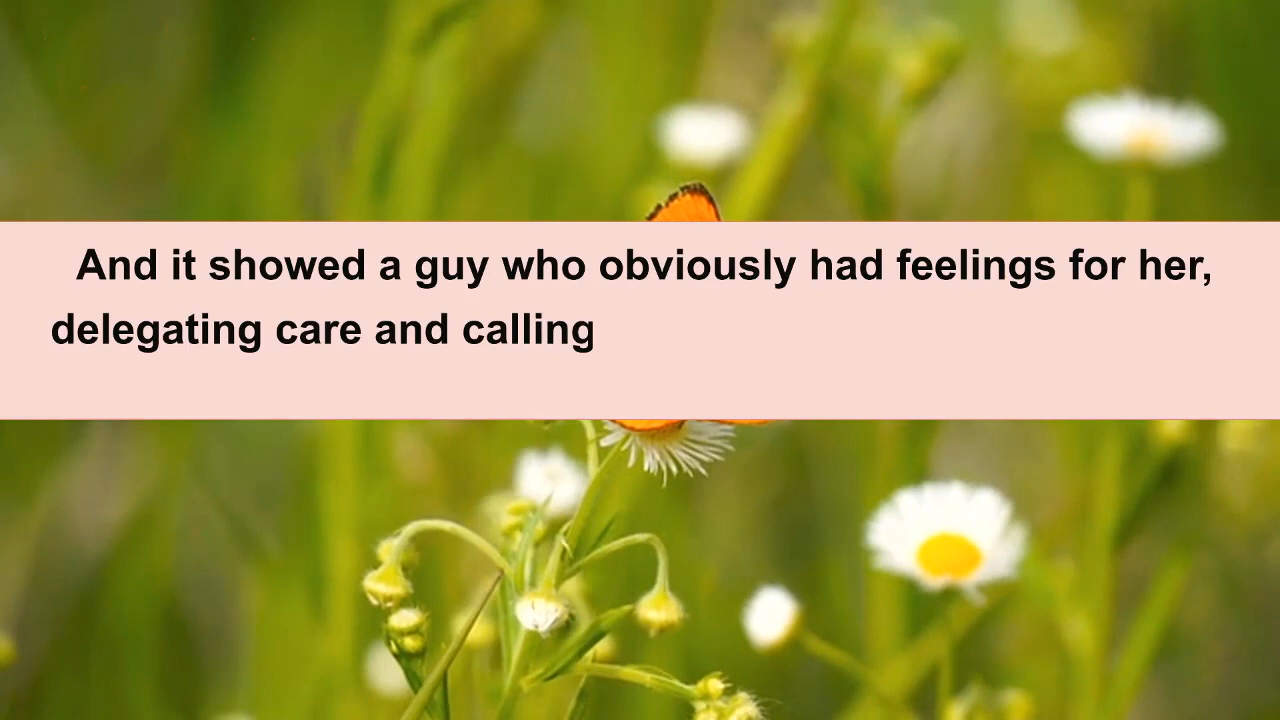 And it showed a guy who obviously had feelings for her,
delegating care and calling